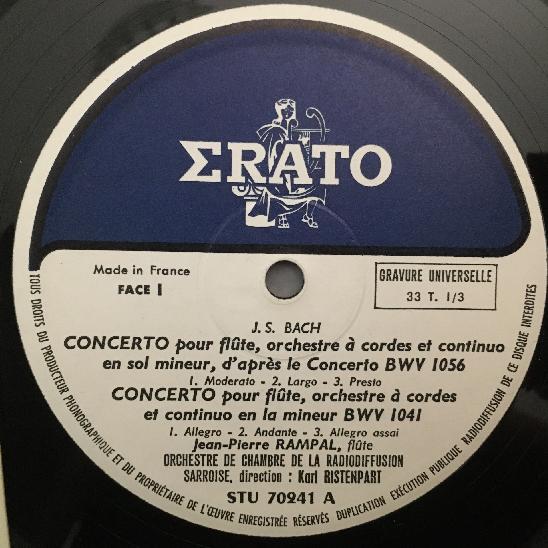 ΣRATO
Made in France
FACE 1
GRAVURE UNIVERSELLE
33 T. 1/3
J.S. BACH
CONCERTO pour flûte, orchestre à cordes et continuo
en sol mineur, d'après le Concerto BWV 1056
1. Moderato - 2. Largo - 3. Presto
CONCERTO pour flûte, orchestre à cordes
et continuo en la mineur BWV 1041
1. Allegro - 2. Andante - 3. Allegro assai
Jean-Pierre RAMPAL, flûte
ORCHESTRE DE CHAMBRE DE LA RADIODIFFUSION
SARROISE, direction : Karl RISTENPART
STU 70241 A
TOUS DROITS DU PRODUCTEUR PHONOGRAPHIQUE ET DU PROPRIÉTAIRE DE L'ŒUVRE ENREGISTRÉE RÉSERVÉS DUPLICATION EXÉCUTION PUBLIQUE RADIODIFFUSION DE CE DISQUE INTERDITES